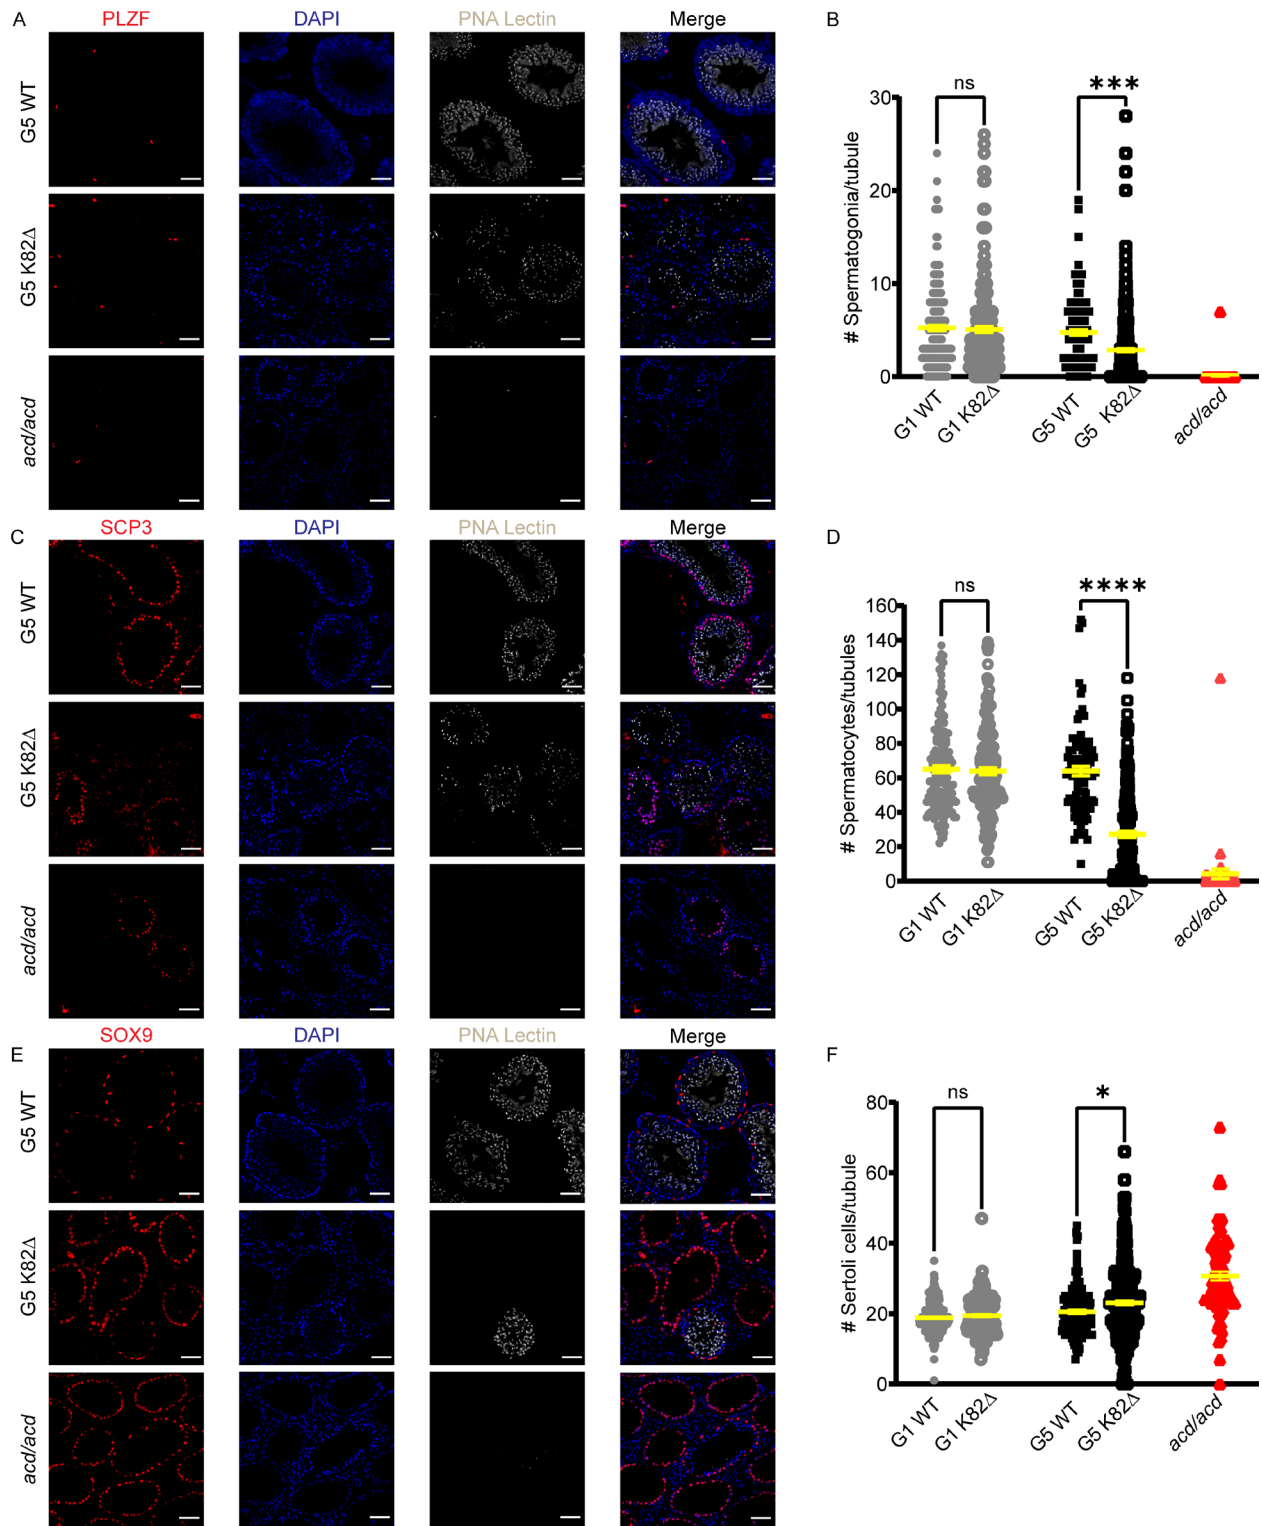 A
PLZF
DAPI
PNA Lectin
Merge
G5 WT
G5 K82Δ
acd/acd
B
# Spermatogonia/tubule
30
20
10
0
ns
***
G1 WT
G1 K82Δ
G5 WT
G5 K82Δ
acd/acd
C
SCP3
DAPI
PNA Lectin
Merge
G5 WT
G5 K82Δ
acd/acd
D
# Spermatocytes/tubules
160
140
120
100
80
60
40
20
0
ns
****
G1 WT
G1 K82Δ
G5 WT
G5 K82Δ
acd/acd
E
SOX9
DAPI
PNA Lectin
Merge
G5 WT
G5 K82Δ
acd/acd
F
# Sertoli cells/tubule
80
60
40
20
0
ns
*
G1 WT
G1 K82Δ
G5 WT
G5 K82Δ
acd/acd